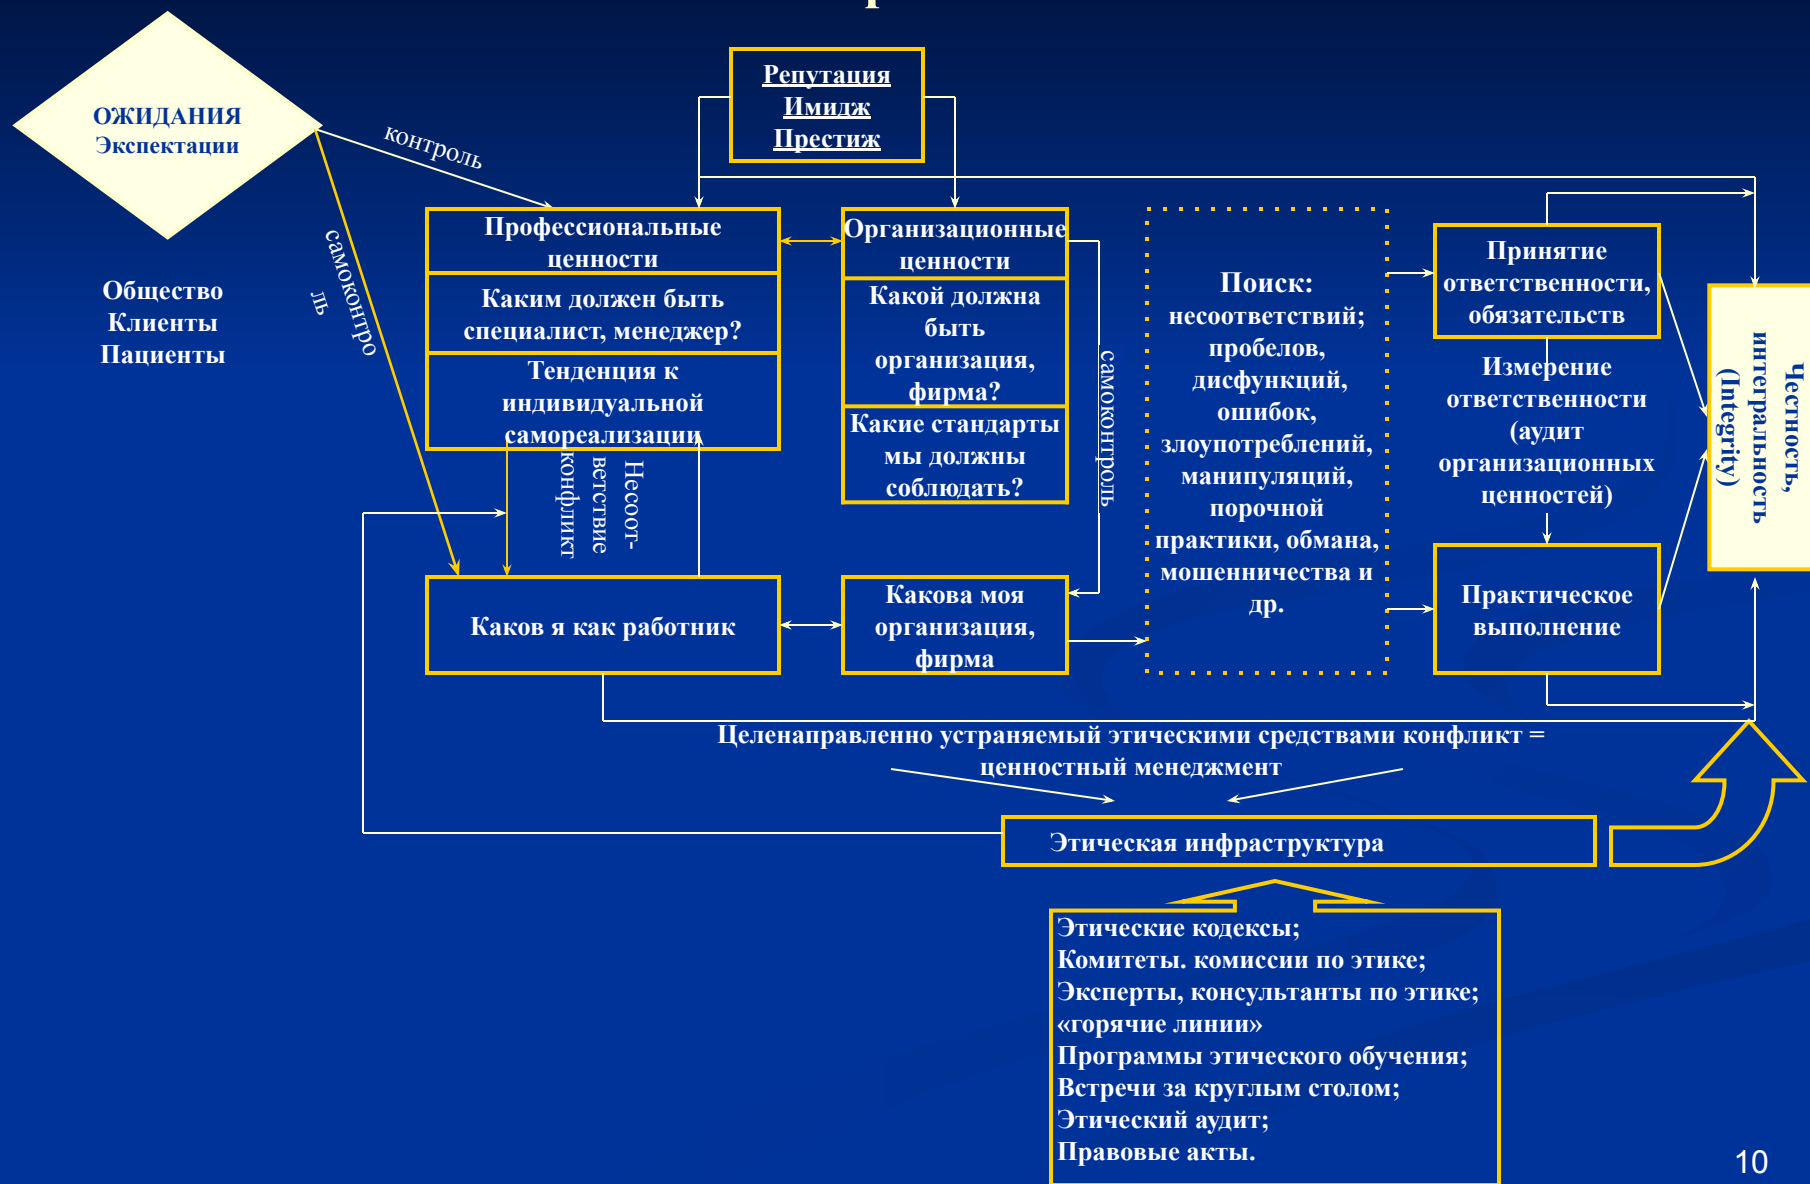 ОЖИДАНИЯ
Экспектации
Общество
Клиенты
Пациенты
контроль
самоконтро
ль
Репутация
Имидж
Престиж
Профессиональные
ценности
Каким должен быть
специалист, менеджер?
Тенденция к
индивидуальной
самореализации
Несоот-
ветствие
конфликт
Каков я как работник
Организационные
ценности
Какой должна
быть
организация,
фирма?
Какие стандарты
мы должны
соблюдать?
самоконтроль
Какова моя
организация,
фирма
Поиск:
несоответствий;
пробелов,
дисфункций,
ошибок,
злоупотреблений,
манипуляций,
порочной
практики, обмана,
мошенничества и
др.
Принятие
ответственности,
обязательств
Измерение
ответственности
(аудит
организационных
ценностей)
Практическое
выполнение
Честность,
интегральность
(Integrity)
Целенаправленно устраняемый этическими средствами конфликт =
ценностный менеджмент
Этическая инфраструктура
Этические кодексы;
Комитеты. комиссии по этике;
Эксперты, консультанты по этике;
«горячие линии»
Программы этического обучения;
Встречи за круглым столом;
Этический аудит;
Правовые акты.
10